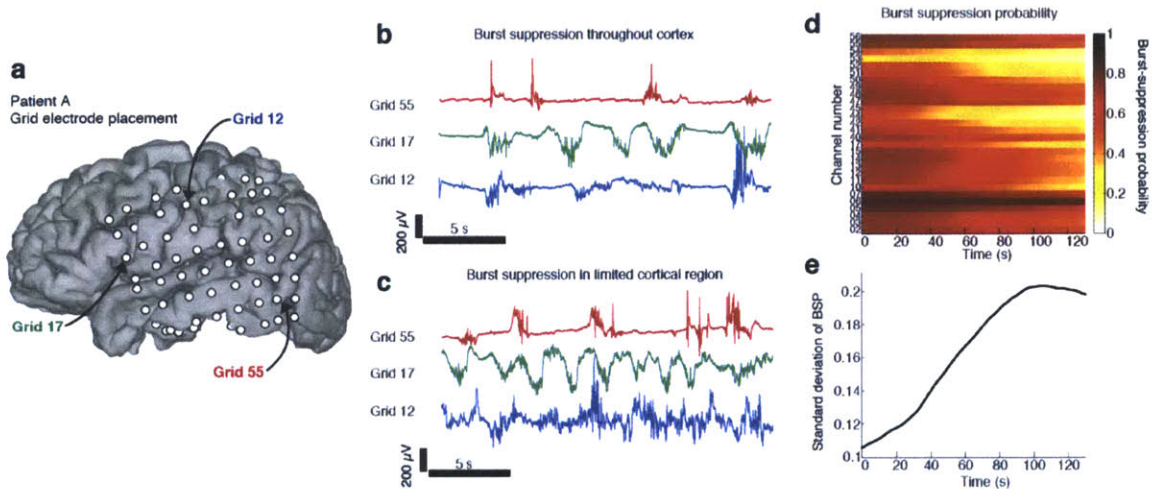 a
Patient A
Grid electrode placement
Grid 12
Grid 17
Grid 55
b
Burst suppression throughout cortex
Grid 55
Grid 17
Grid 12
200 µV
5 s
c
Burst suppression in limited cortical region
Grid 55
Grid 17
Grid 12
200 µV
5 s
d
Burst suppression probability
Channel number
0 20 40 60 80 100 120
Time (s)
1
0.8
0.6
0.4
0.2
0
Burst-suppression probability
e
Standard deviation of BSP
0.2
0.18
0.16
0.14
0.12
0.1
0 20 40 60 80 100 120
Time (s)